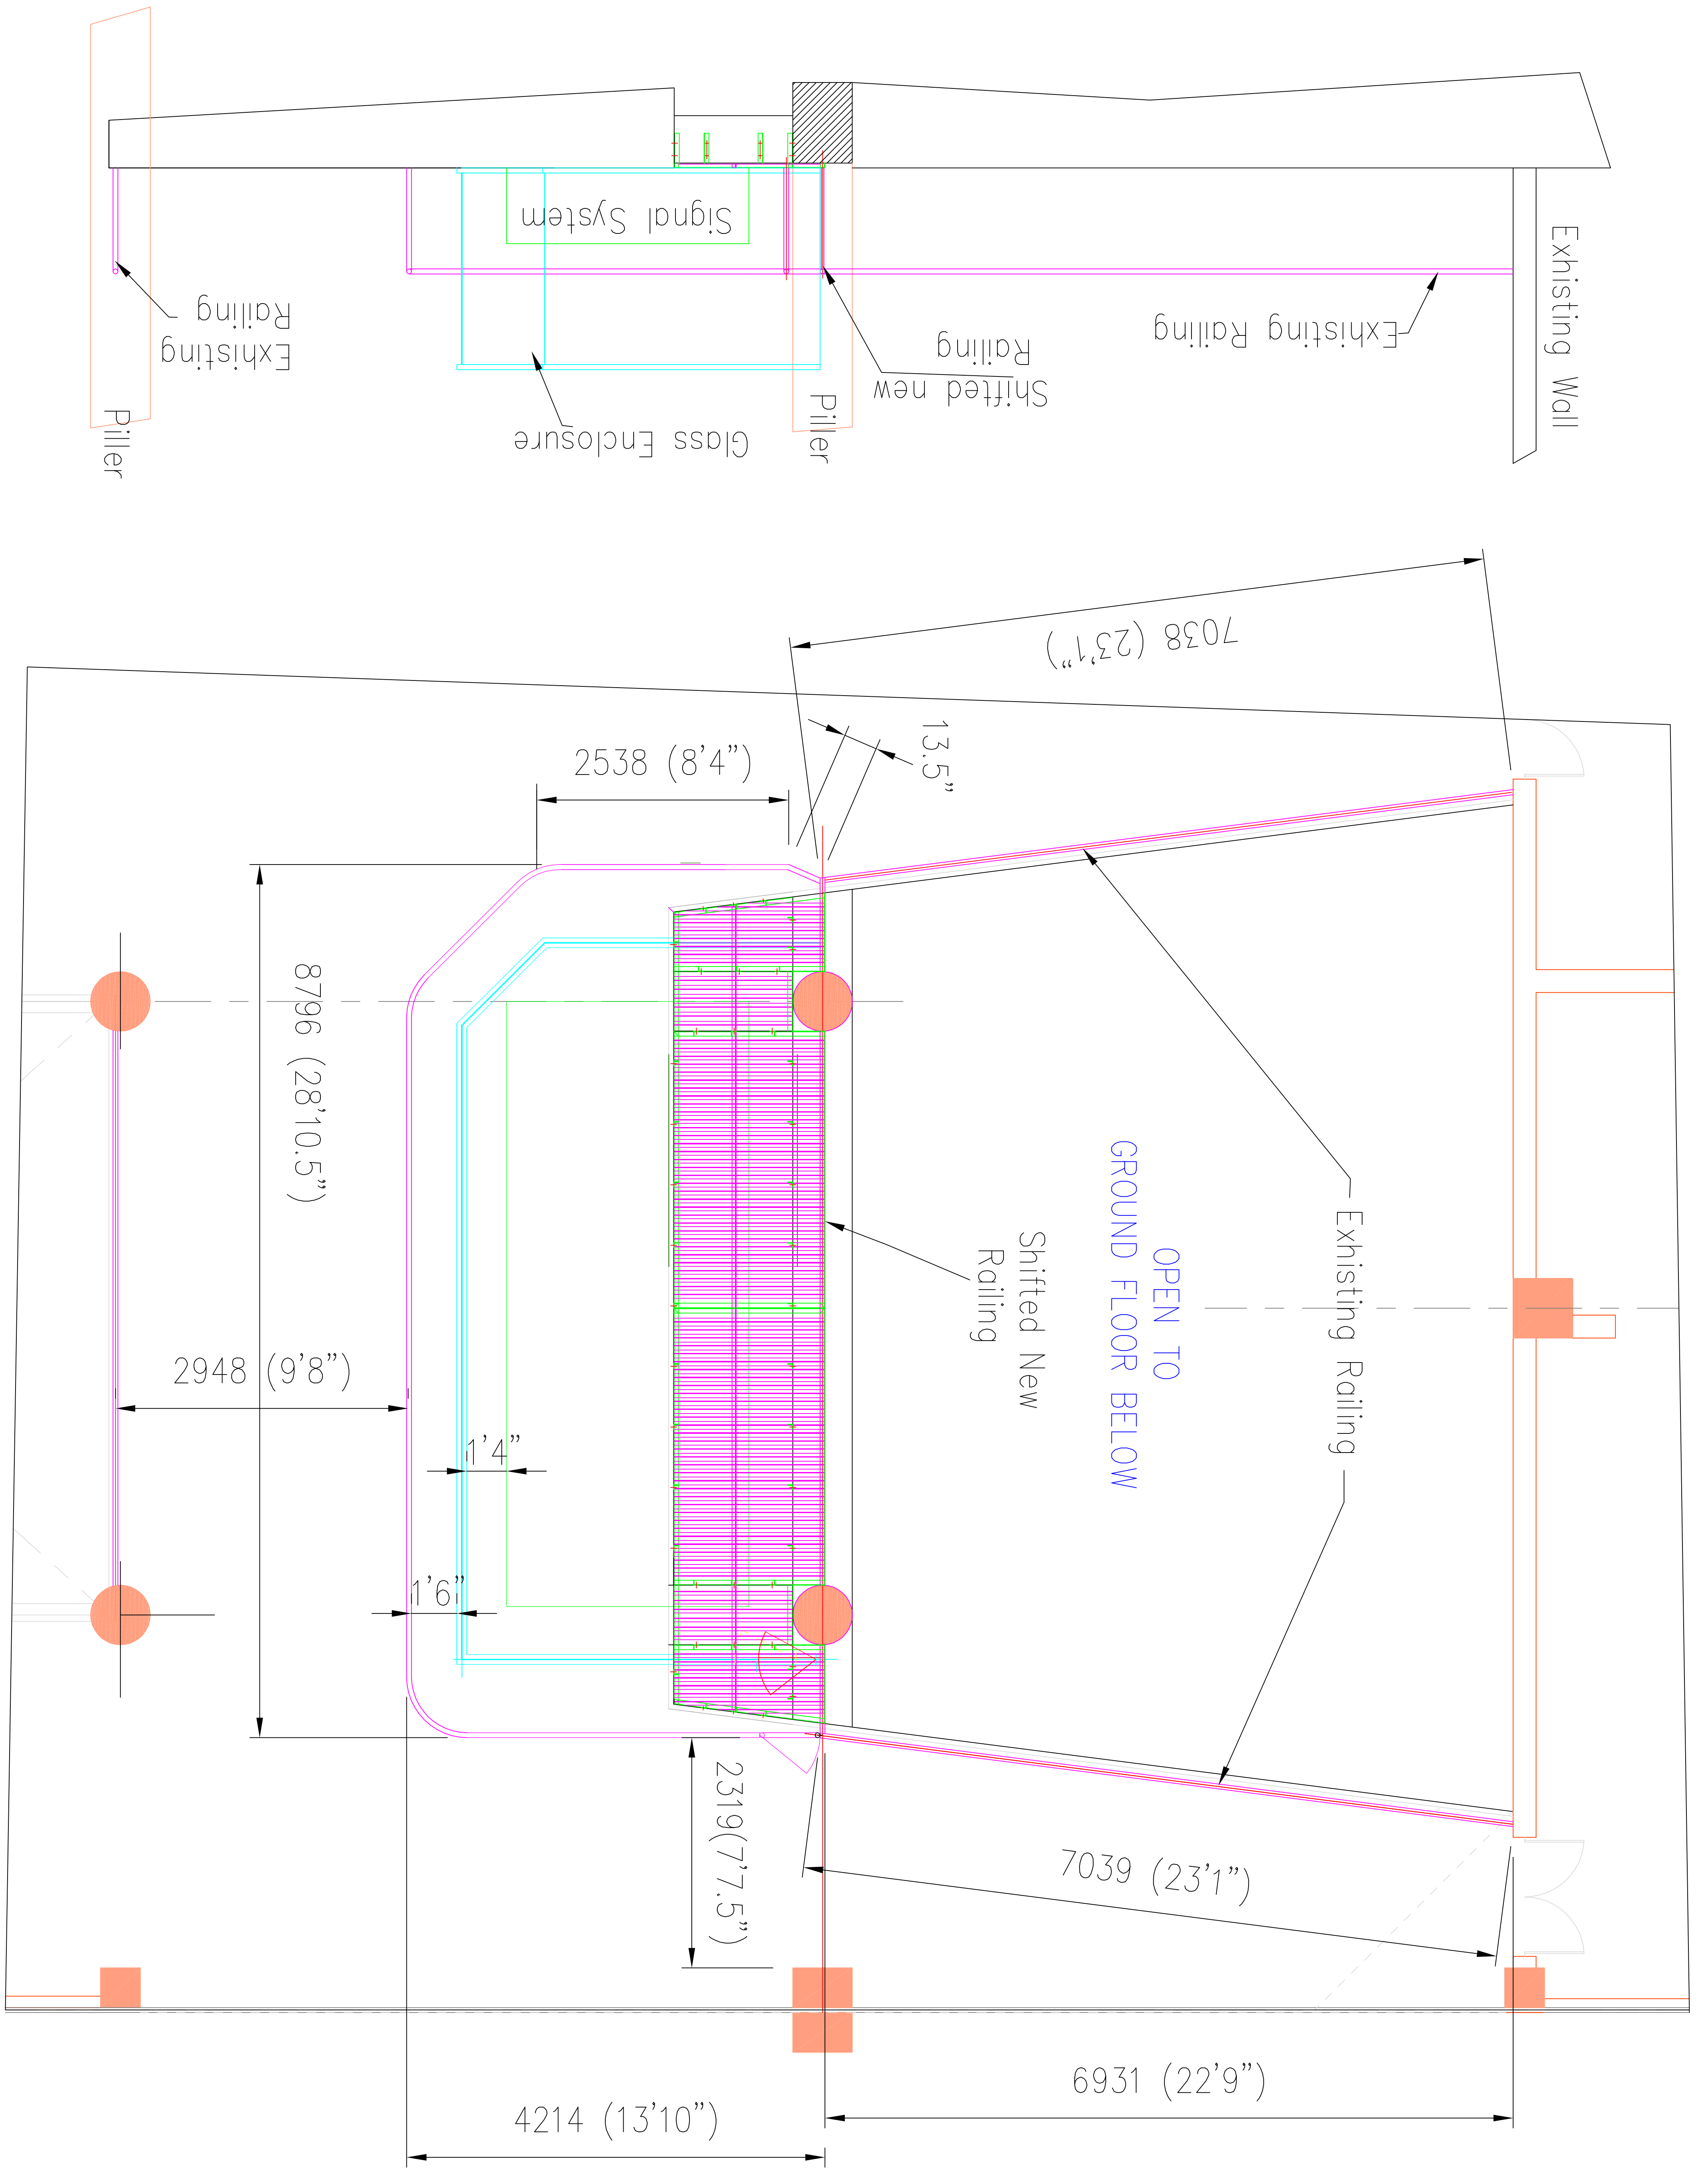 Signal System
Exhisting
Railing
Exhisting Railing
Shifted new
Railing
Exhisting Wall
Piller
Piller
Glass Enclosure
7038 (23'1")
13.5"
2538 (8'4")
8796 (28'10.5"")
OPEN TO
GROUND FLOOR BELOW
Exhisting Railing
Shifted New
Railing
2948 (9'8")
1'4"
1'6"
2319(7'7.5")
7039 (23'1")
6931 (22'9")
4214 (13'10")